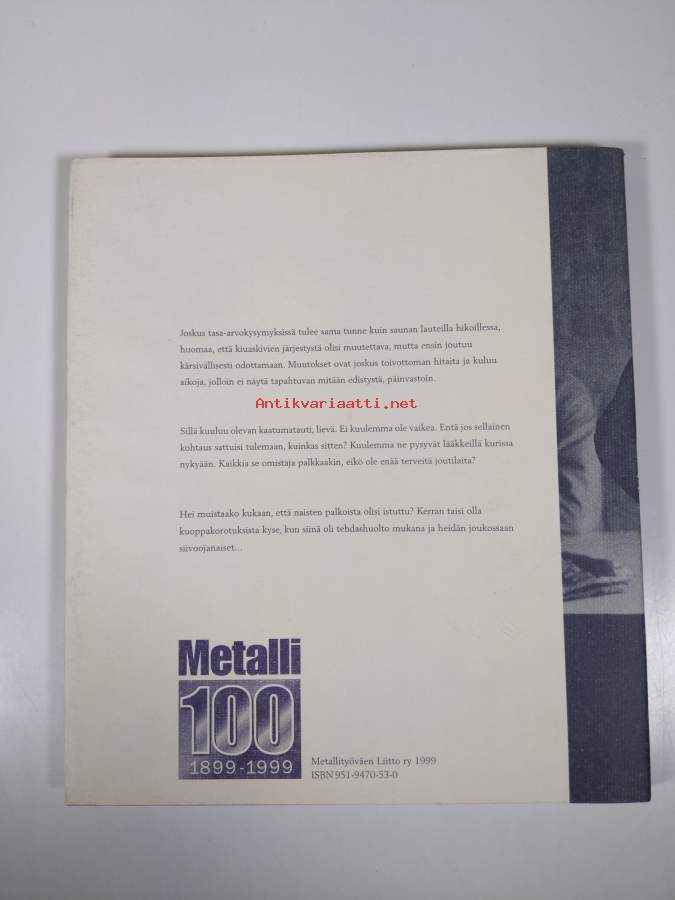 Joskus tasa-arvokysymyksissä tulee sama tunne kuin saunan lauteilla hikoillessa,
huomaa, että kiuaskivien järjestystä olisi muutettava, mutta ensin joutuu
kärsivällisesti odottamaan. Muutokset ovat joskus toivottoman hitaita ja kuluu
aikoja, jolloin ei näytä tapahtuvan mitään edistystä, päinvastoin.
Antikvariaatti.net
Sillä kuuluu olevan kaatumatauti, lievä. Ei kuulemma ole vaikea. Entä jos sellainen
kohtaus sattuisi tulemaan, kuinkas sitten? Kuulemma ne pysyvät lääkkeillä kurissa
nykyään. Kaikkia se omistaja palkkaakin, eikö ole enää terveitä joutilaita?
Hei muistaako kukaan, että naisten palkoista olisi istuttu? Kerran taisi olla
kuoppakorotuksista kyse, kun siinä oli tehdashuolto mukana ja heidän joukossaan
siivoojanaiset...
Metalli
100
1899-1999
Metallityöväen Liitto ry 1999
ISBN 951-9470-53-0